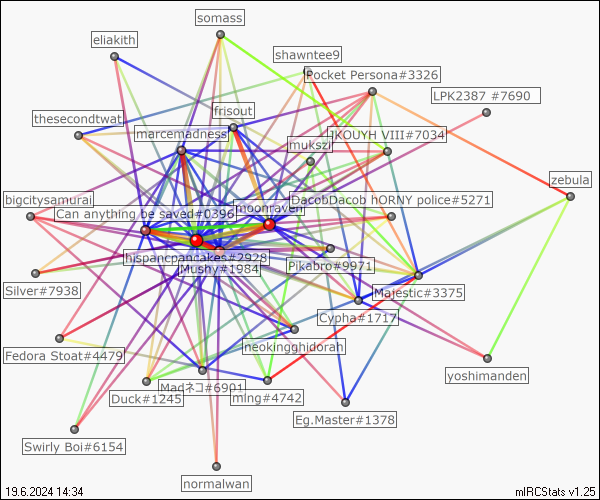 somass
eliakith
shawntee9
Pocket Persona#3326
LPK2387 #7690
frisout
thesecondtwat
marcemadness
IKOUYH VIII#7034
mukszi
zebula
bigcitysamurai
DacobDacob hORNY police#5271
moonraven
Can anything be saved#0396
hispancpancakes#2928
Mushy#1984
Pikabro#9971
Silver#7938
Majestic#3375
Cypha#1717
neokingghidorah
Fedora Stoat#4479
yoshimanden
Madネコ#6901
Duck#1245
ming#4742
Eg.Master#1378
Swirly Boi#6154
normalwan
19.6.2024 14:34
mIRCStats v1.25